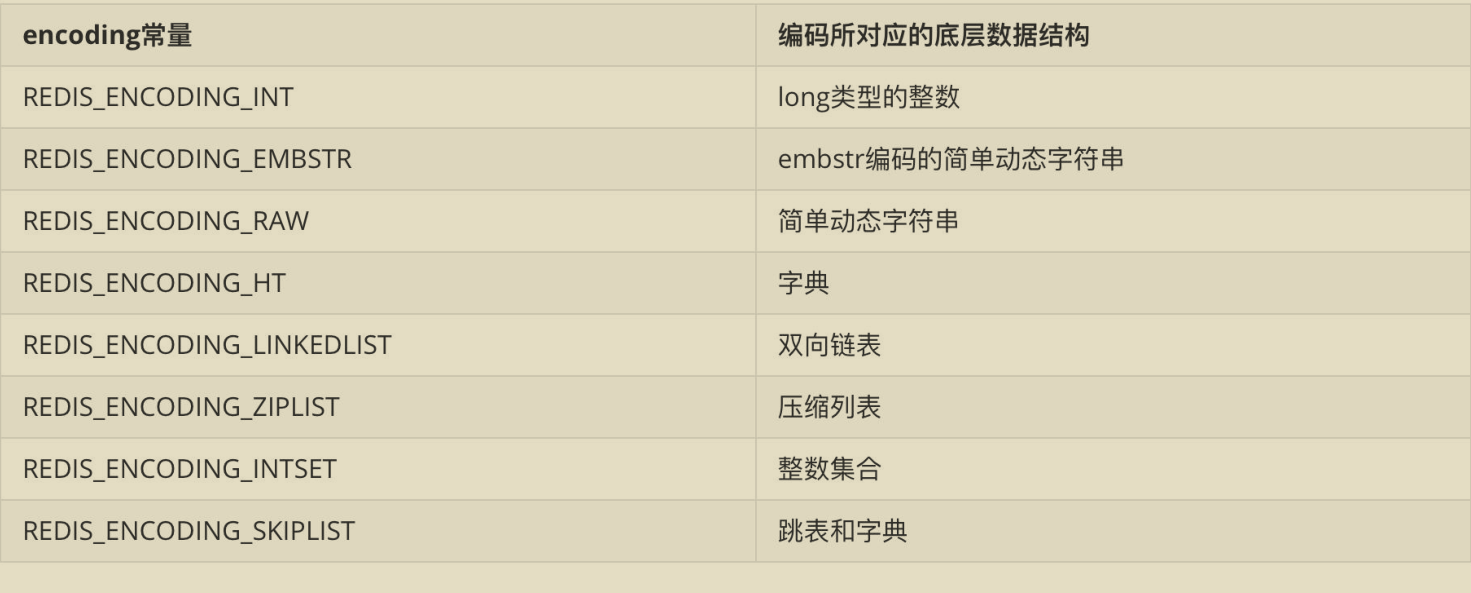 encoding常量 编码所对应的底层数据结构
REDIS_ENCODING_INT long类型的整数
REDIS_ENCODING_EMBSTR embstr编码的简单动态字符串
REDIS_ENCODING_RAW 简单动态字符串
REDIS_ENCODING_HT 字典
REDIS_ENCODING_LINKEDLIST 双向链表
REDIS_ENCODING_ZIPLIST 压缩列表
REDIS_ENCODING_INTSET 整数集合
REDIS_ENCODING_SKIPLIST 跳表和字典